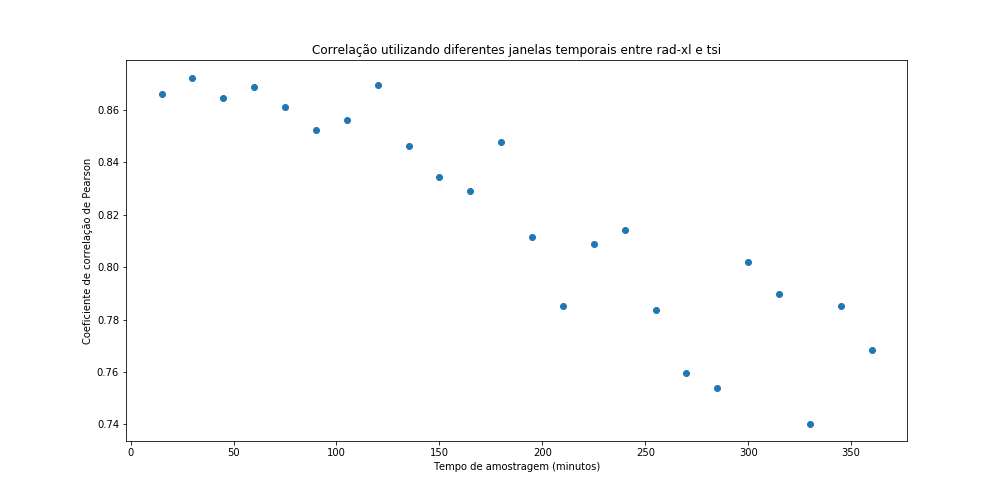 Correlação utilizando diferentes janelas temporais entre rad-xl e tsi
Coeficiente de correlação de Pearson
0.86
0.84
0.82
0.80
0.78
0.76
0.74
0 50 100 150 200 250 300 350
Tempo de amostragem (minutos)